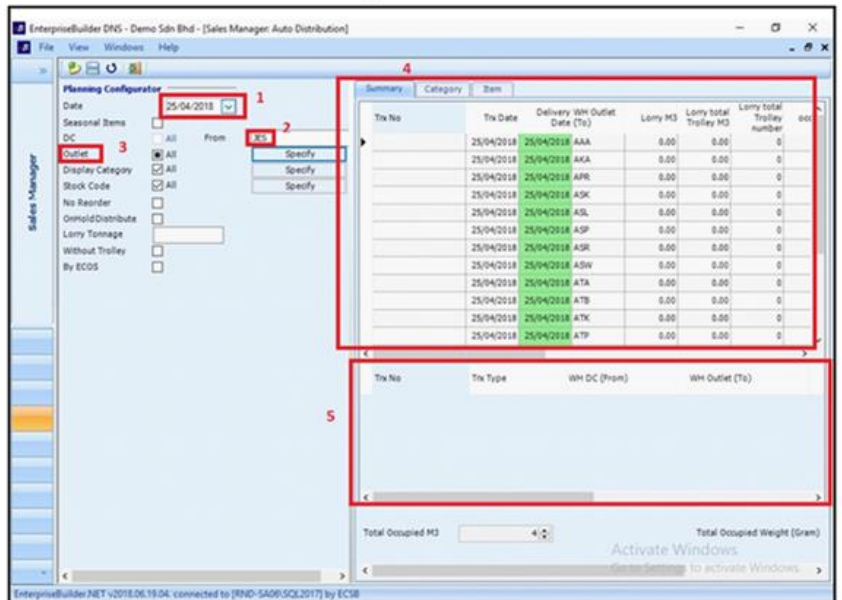 EnterpriseBuilder DNS - Demo Sdn Bhd - [Sales Manager: Auto Distribution]
File View Windows Help
4
Planning Configurator
Date 25/04/2018 1
Seasonal Items
DC All From JES 2
Outlet 3 All Specify
Display Category All Specify
Stock Code All Specify
No Reorder
OnHoldDistribute
Lorry Tonnage
Without Trolley
By ECOS
Sales Manager
Summary Category Item
Trx No Trx Date Delivery Date WH Outlet (To) Lorry M3 Lorry total Trolley M3 Lorry total Trolley number occ
25/04/2018 25/04/2018 AAA 0.00 0.00 0
25/04/2018 25/04/2018 AKA 0.00 0.00 0
25/04/2018 25/04/2018 APR 0.00 0.00 0
25/04/2018 25/04/2018 ASK 0.00 0.00 0
25/04/2018 25/04/2018 ASL 0.00 0.00 0
25/04/2018 25/04/2018 ASP 0.00 0.00 0
25/04/2018 25/04/2018 ASR 0.00 0.00 0
25/04/2018 25/04/2018 ASW 0.00 0.00 0
25/04/2018 25/04/2018 ATA 0.00 0.00 0
25/04/2018 25/04/2018 ATB 0.00 0.00 0
25/04/2018 25/04/2018 ATK 0.00 0.00 0
25/04/2018 25/04/2018 ATP 0.00 0.00 0
Trx No Trx Type WH DC (From) WH Outlet (To)
5
Total Occupied M3 4 Total Occupied Weight (Gram)
Activate Windows
Go to Settings to activate Windows.
EnterpriseBuilder.NET v2018.06.19.04. connected to [RND-SA06\SQL2017] by ECSB